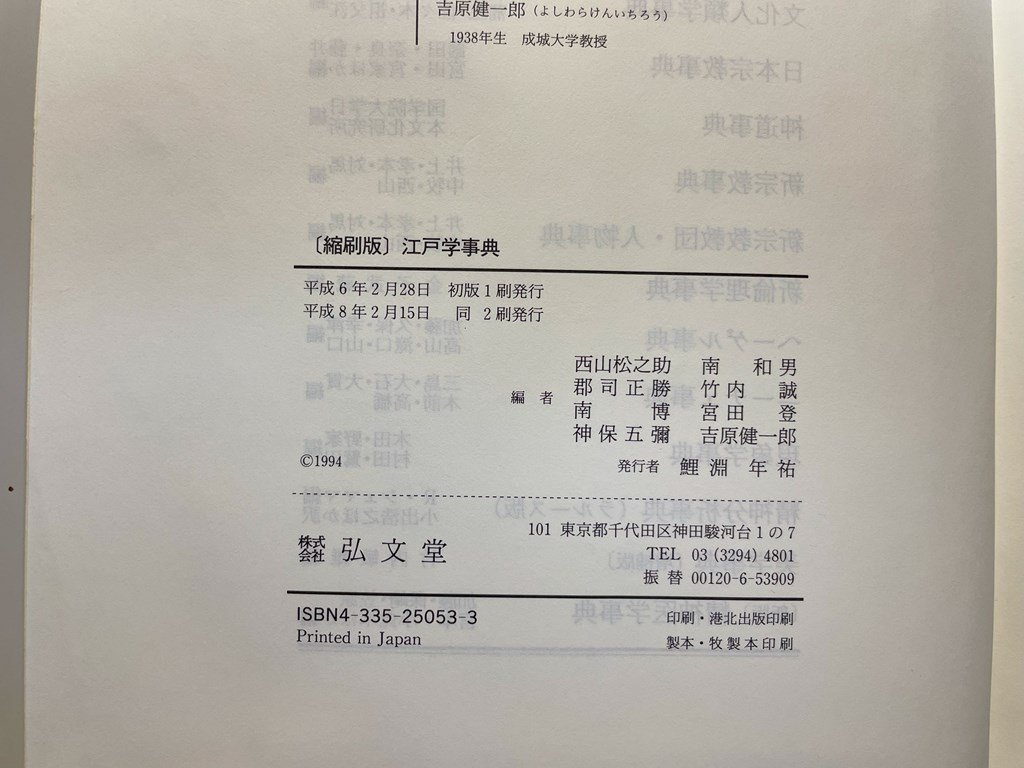 吉原健一郎（よしわらけんいちろう）
1938年生　成城大学教授
〔縮刷版〕江戸学事典
平成6年2月28日　初版1刷発行
平成8年2月15日　同　2刷発行
編者
西山松之助　南　和男
郡司正勝　竹内　誠
南　博　宮田　登
神保五彌　吉原健一郎
©1994
発行者　鯉淵年祐
株式会社　弘文堂
101　東京都千代田区神田駿河台1の7
TEL　03 (3294) 4801
振替　00120-6-53909
ISBN4-335-25053-3
Printed in Japan
印刷・港北出版印刷
製本・牧製本印刷